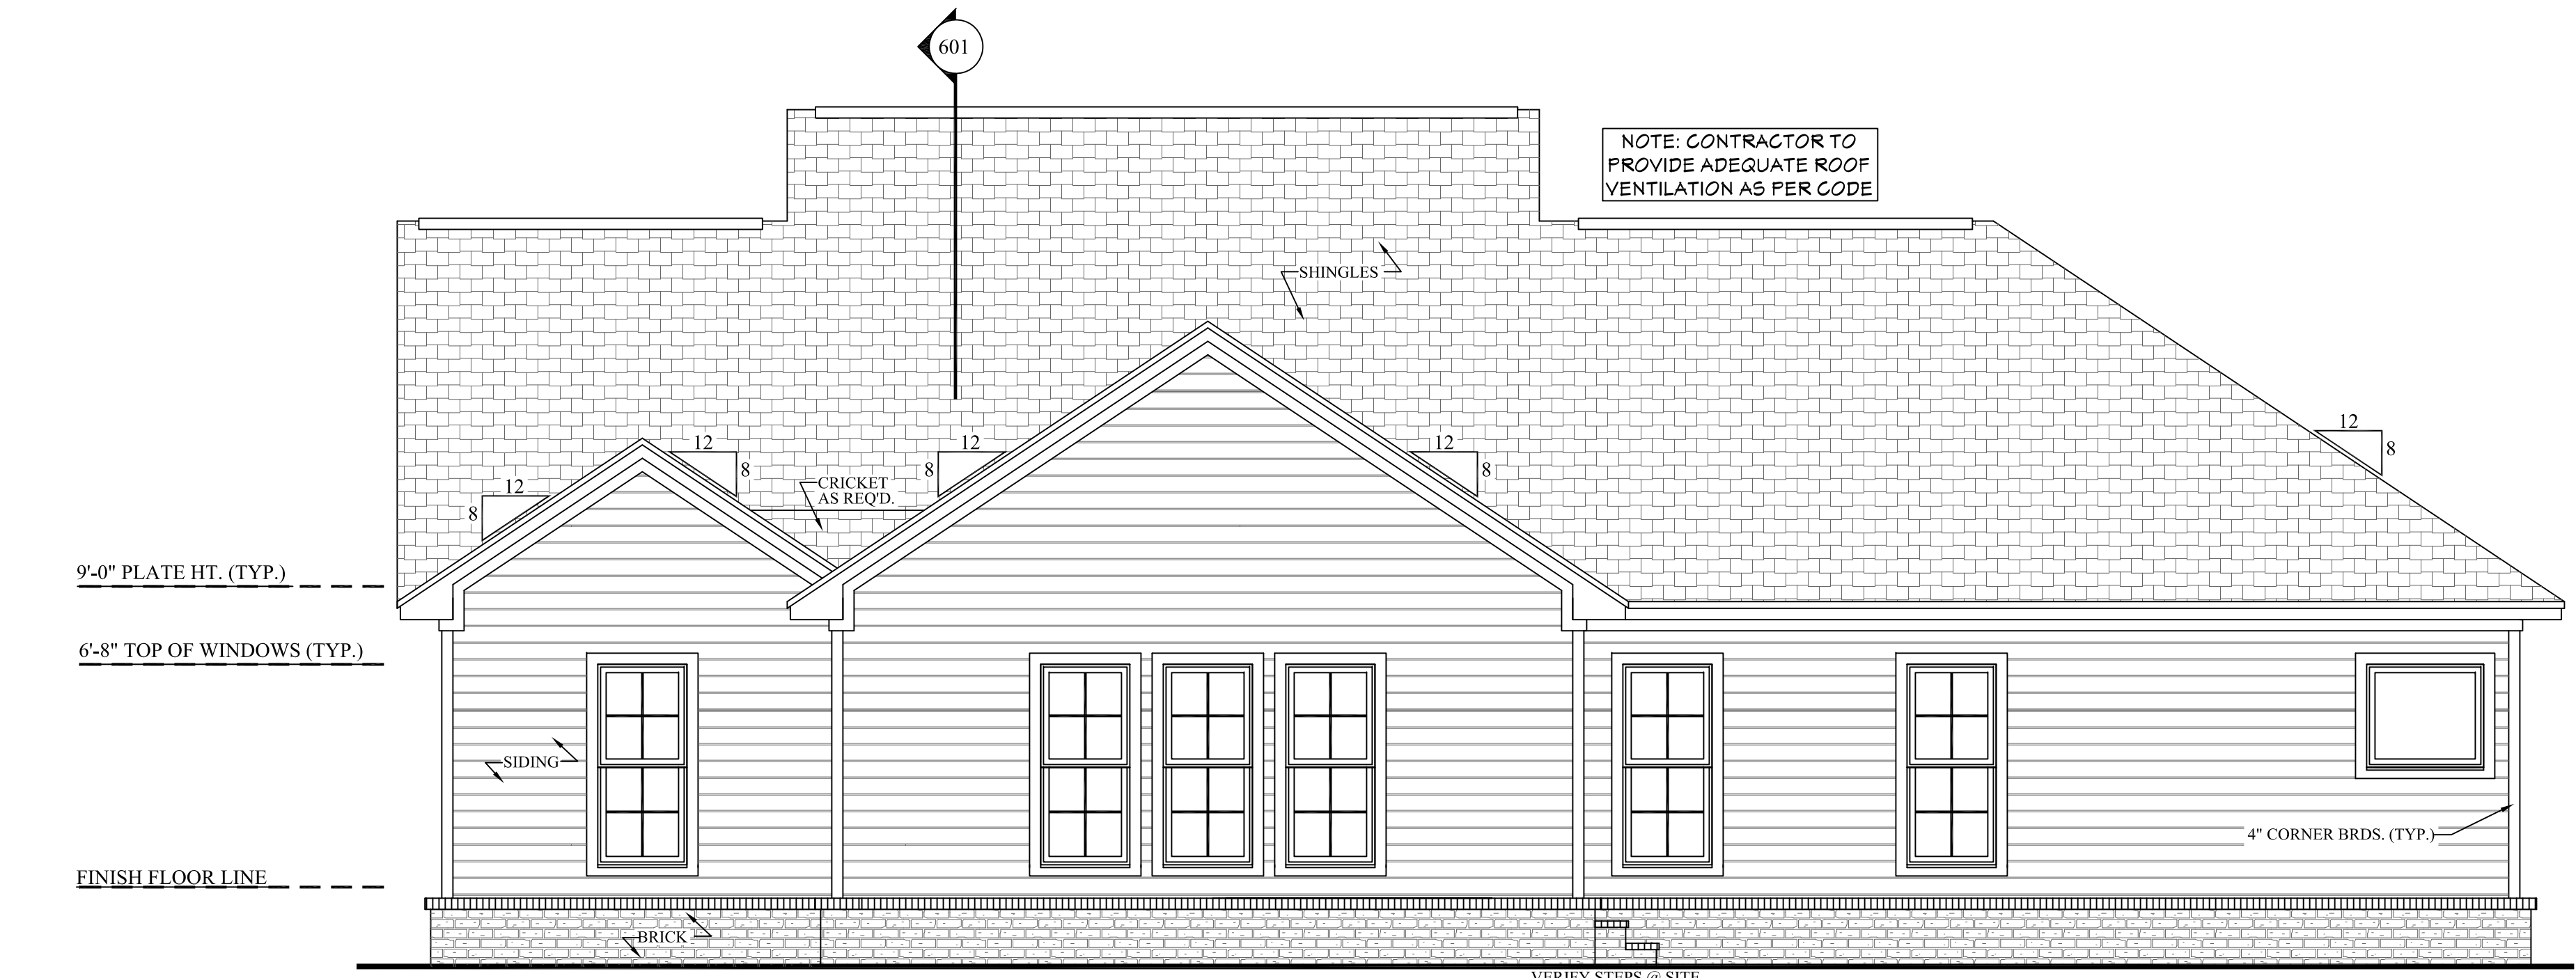 601
NOTE: CONTRACTOR TO
PROVIDE ADEQUATE ROOF
VENTILATION AS PER CODE
SHINGLES
12
8
12
8
12
8
12
8
12
8
CRICKET
AS REQ'D.
9'-0" PLATE HT. (TYP.)
6'-8" TOP OF WINDOWS (TYP.)
SIDING
4" CORNER BRDS. (TYP.)
FINISH FLOOR LINE
BRICK
VERIFY STEPS @ SITE